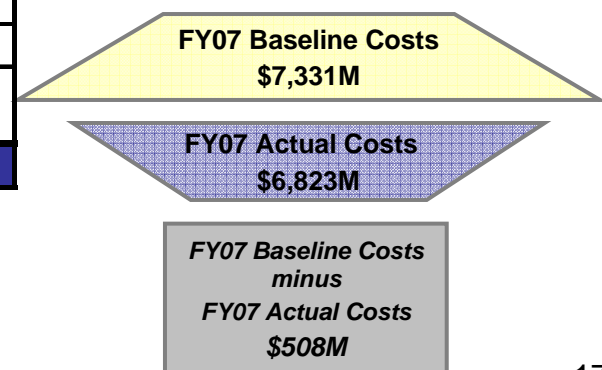 FY07 Baseline Costs
$7,331M
FY07 Actual Costs
$6,823M
FY07 Baseline Costs
minus
FY07 Actual Costs
$508M